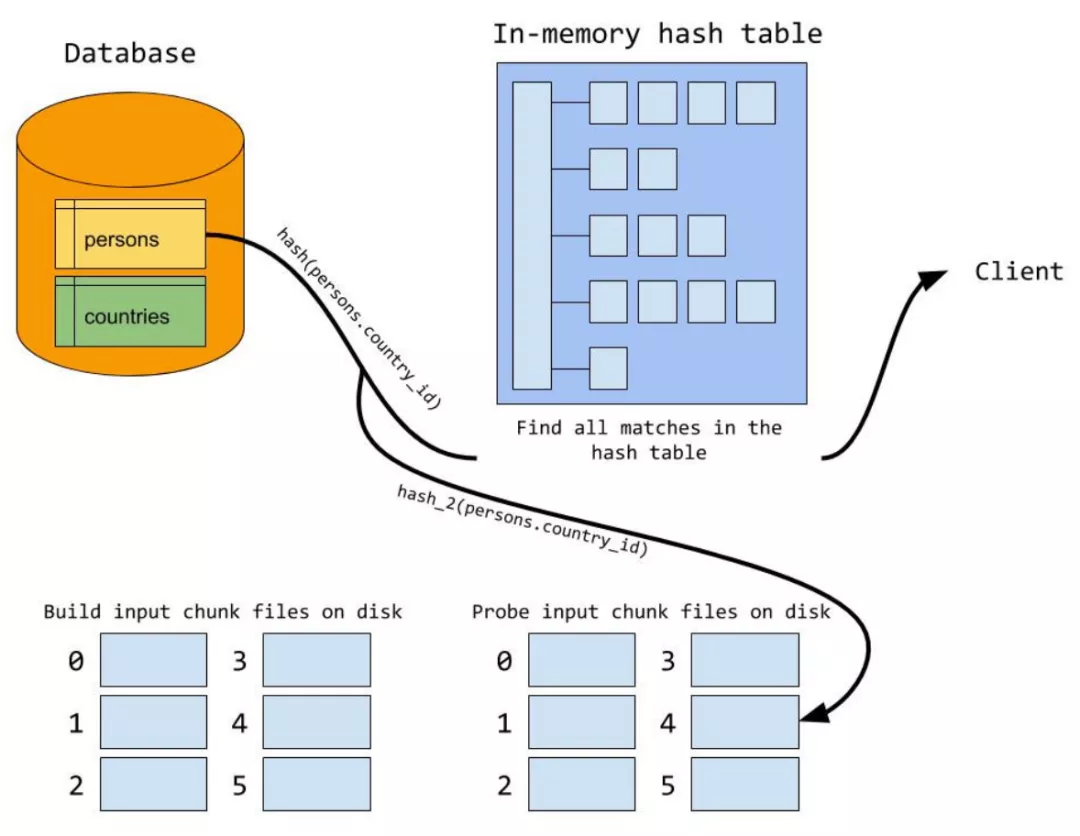 Database
In-memory hash table
persons
countries
hash(persons.country_id)
Client
Find all matches in the
hash table
hash_2(persons.country_id)
Build input chunk files on disk
0
3
1
4
2
5
Probe input chunk files on disk
0
3
1
4
2
5